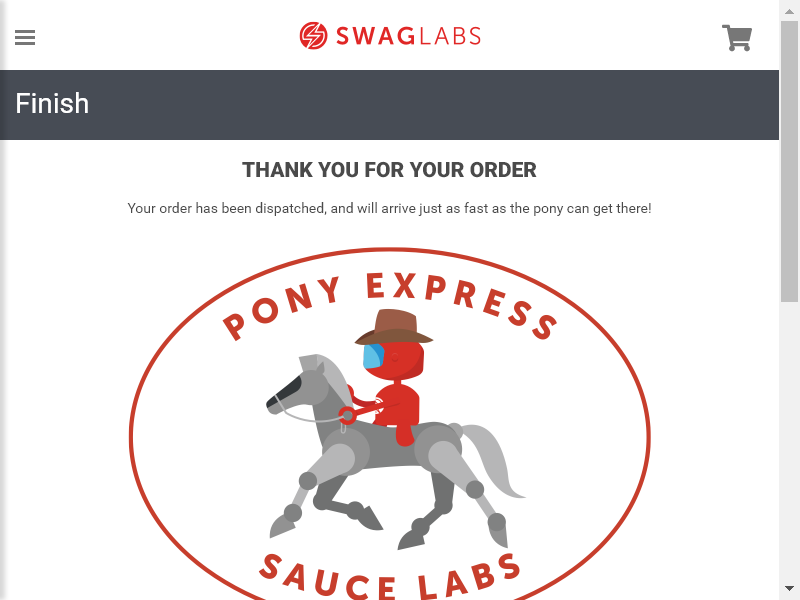 SWAGLABS
Finish
THANK YOU FOR YOUR ORDER
Your order has been dispatched, and will arrive just as fast as the pony can get there!
PONY EXPRESS
SAUCE LABS